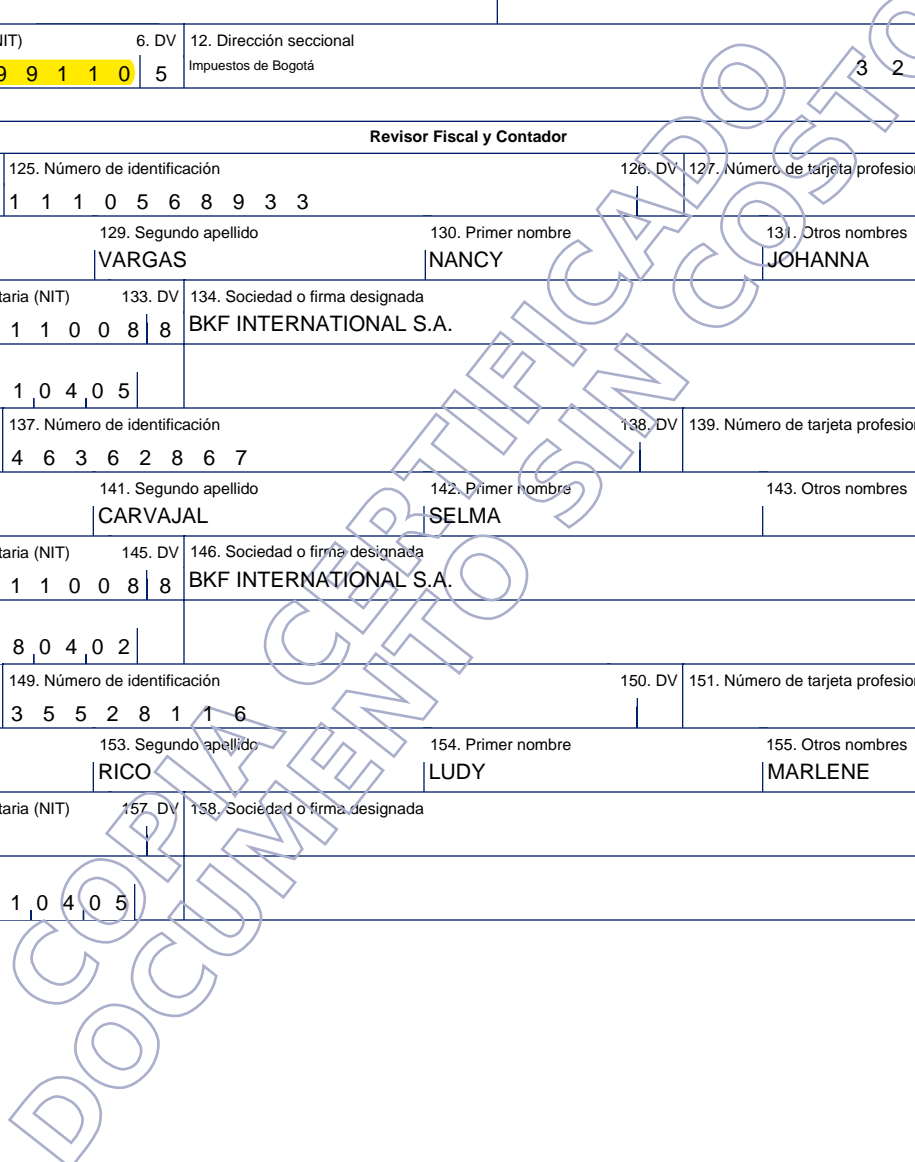 NIT) 6. DV 12. Dirección seccional
9 9 1 1 0 5 Impuestos de Bogotá 3 2
Revisor Fiscal y Contador
125. Número de identificación 126. DV 127. Número de tarjeta profesion
1 1 1 0 5 6 8 9 3 3
129. Segundo apellido 130. Primer nombre 131. Otros nombres
VARGAS NANCY JOHANNA
taria (NIT) 133. DV 134. Sociedad o firma designada
1 1 0 0 8 8 BKF INTERNATIONAL S.A.
1 0 4 0 5
137. Número de identificación 138. DV 139. Número de tarjeta profesion
4 6 3 6 2 8 6 7
141. Segundo apellido 142. Primer nombre 143. Otros nombres
CARVAJAL SELMA
taria (NIT) 145. DV 146. Sociedad o firma designada
1 1 0 0 8 8 BKF INTERNATIONAL S.A.
8 0 4 0 2
149. Número de identificación 150. DV 151. Número de tarjeta profesion
3 5 5 2 8 1 1 6
153. Segundo apellido 154. Primer nombre 155. Otros nombres
RICO LUDY MARLENE
taria (NIT) 157. DV 158. Sociedad o firma designada
1 0 4 0 5
COPIA CERTIFICADO
DOCUMENTO SIN COSTO